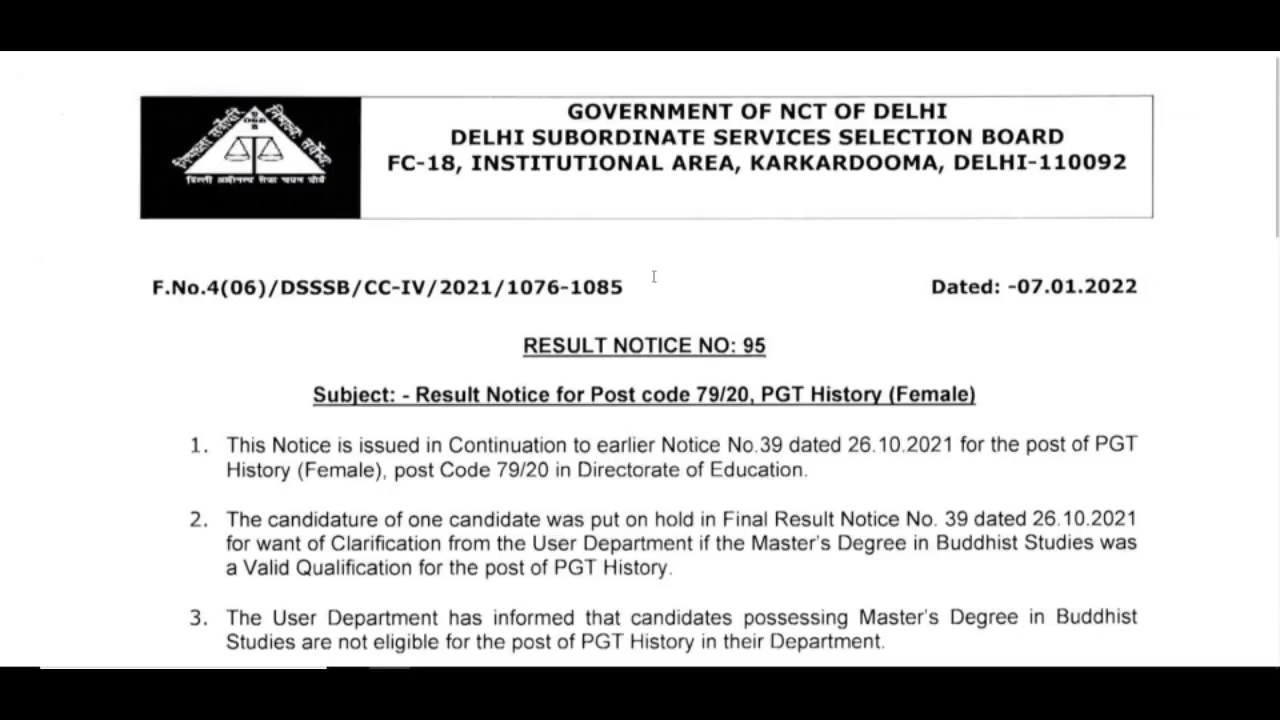 निष्पक्षता सर्वोपरि
दिल्ली अधीनस्थ सेवा चयन बोर्ड
GOVERNMENT OF NCT OF DELHI
DELHI SUBORDINATE SERVICES SELECTION BOARD
FC-18, INSTITUTIONAL AREA, KARKARDOOMA, DELHI-110092
F.No.4(06)/DSSSB/CC-IV/2021/1076-1085
Dated: -07.01.2022
RESULT NOTICE NO: 95
Subject: - Result Notice for Post code 79/20, PGT History (Female)
1. This Notice is issued in Continuation to earlier Notice No.39 dated 26.10.2021 for the post of PGT
History (Female), post Code 79/20 in Directorate of Education.
2. The candidature of one candidate was put on hold in Final Result Notice No. 39 dated 26.10.2021
for want of Clarification from the User Department if the Master's Degree in Buddhist Studies was
a Valid Qualification for the post of PGT History.
3. The User Department has informed that candidates possessing Master's Degree in Buddhist
Studies are not eligible for the post of PGT History in their Department.